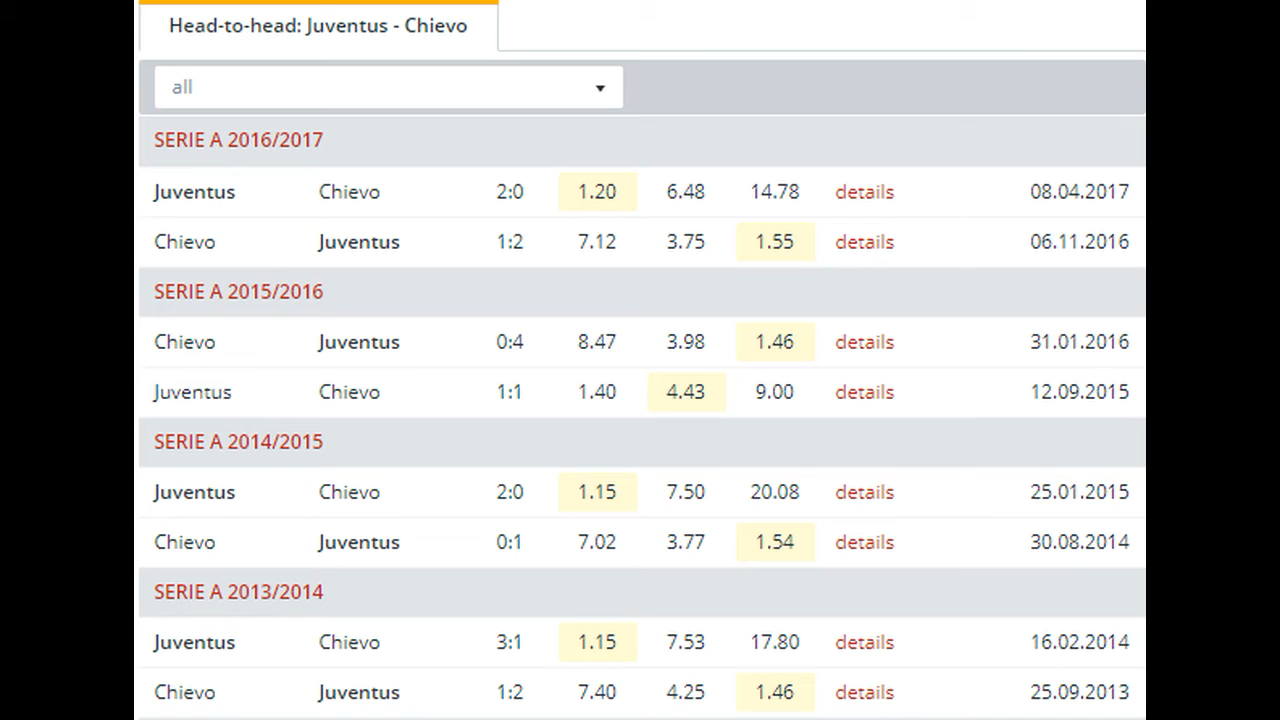 Head-to-head: Juventus - Chievo
all
SERIE A 2016/2017
Juventus Chievo 2:0 1.20 6.48 14.78 details 08.04.2017
Chievo Juventus 1:2 7.12 3.75 1.55 details 06.11.2016
SERIE A 2015/2016
Chievo Juventus 0:4 8.47 3.98 1.46 details 31.01.2016
Juventus Chievo 1:1 1.40 4.43 9.00 details 12.09.2015
SERIE A 2014/2015
Juventus Chievo 2:0 1.15 7.50 20.08 details 25.01.2015
Chievo Juventus 0:1 7.02 3.77 1.54 details 30.08.2014
SERIE A 2013/2014
Juventus Chievo 3:1 1.15 7.53 17.80 details 16.02.2014
Chievo Juventus 1:2 7.40 4.25 1.46 details 25.09.2013